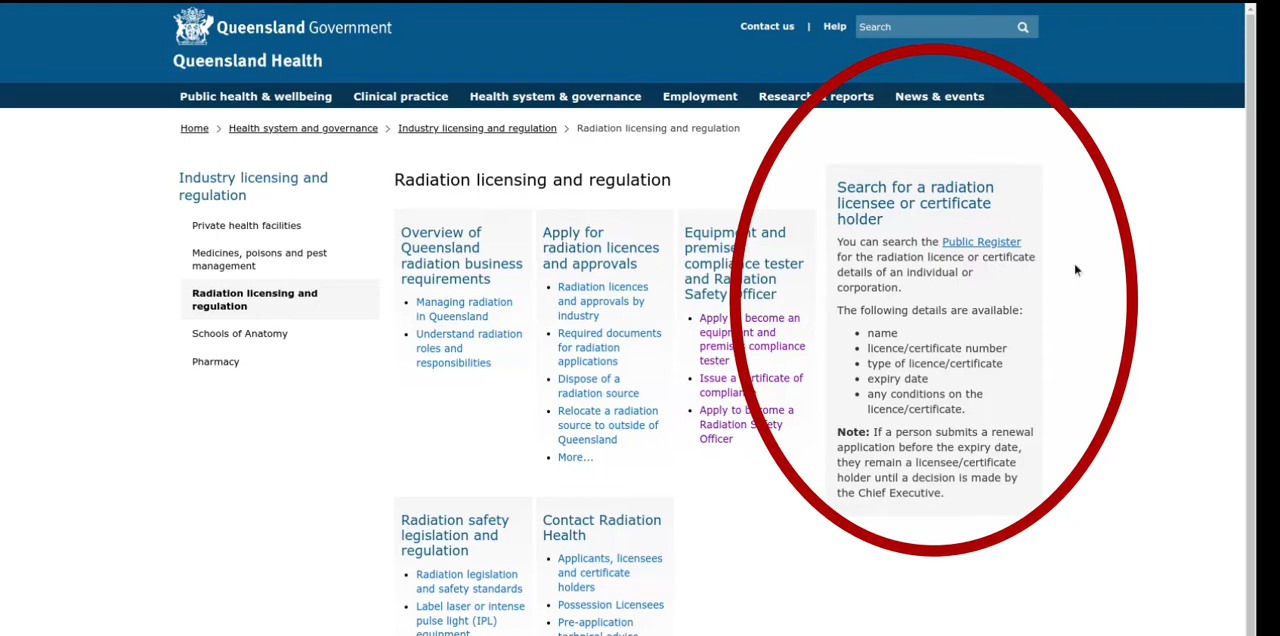 Queensland Government
Contact us | Help Search
Queensland Health
Public health & wellbeing Clinical practice Health system & governance Employment Research & reports News & events
Home > Health system and governance > Industry licensing and regulation > Radiation licensing and regulation
Industry licensing and
regulation
Private health facilities
Medicines, poisons and pest
management
Radiation licensing and
regulation
Schools of Anatomy
Pharmacy
Radiation licensing and regulation
Overview of
Queensland
radiation business
requirements
• Managing radiation
in Queensland
• Understand radiation
roles and
responsibilities
Apply for
radiation licences
and approvals
• Radiation licences
and approvals by
industry
• Required documents
for radiation
applications
• Dispose of a
radiation source
• Relocate a radiation
source to outside of
Queensland
• More...
Equipment and
premises
compliance tester
and Radiation
Safety Officer
• Apply to become an
equipment and
premises compliance
tester
• Issue a certificate of
compliance
• Apply to become a
Radiation Safety
Officer
Search for a radiation
licensee or certificate
holder
You can search the Public Register
for the radiation licence or certificate
details of an individual or
corporation.
The following details are available:
• name
• licence/certificate number
• type of licence/certificate
• expiry date
• any conditions on the
licence/certificate.
Note: If a person submits a renewal
application before the expiry date,
they remain a licensee/certificate
holder until a decision is made by
the Chief Executive.
Radiation safety
legislation and
regulation
• Radiation legislation
and safety standards
• Label laser or intense
pulse light (IPL)
equipment
Contact Radiation
Health
• Applicants, licensees
and certificate
holders
• Possession Licensees
• Pre-application
technical advice